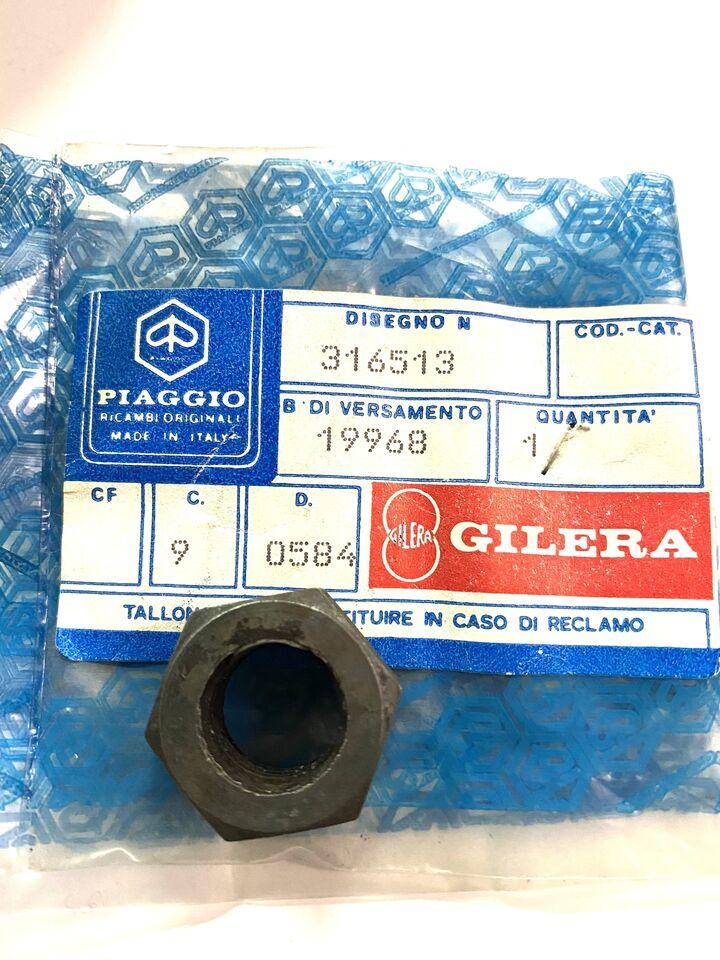 PIAGGIO
RICAMBI ORIGINALI
MADE IN ITALY
DISEGNO N
316513
COD.-CAT.
B DI VERSAMENTO
19968
QUANTITA'
1
CF
C.
9
D.
0584
GILERA
GILERA
TALLON TITUIRE IN CASO DI RECLAMO